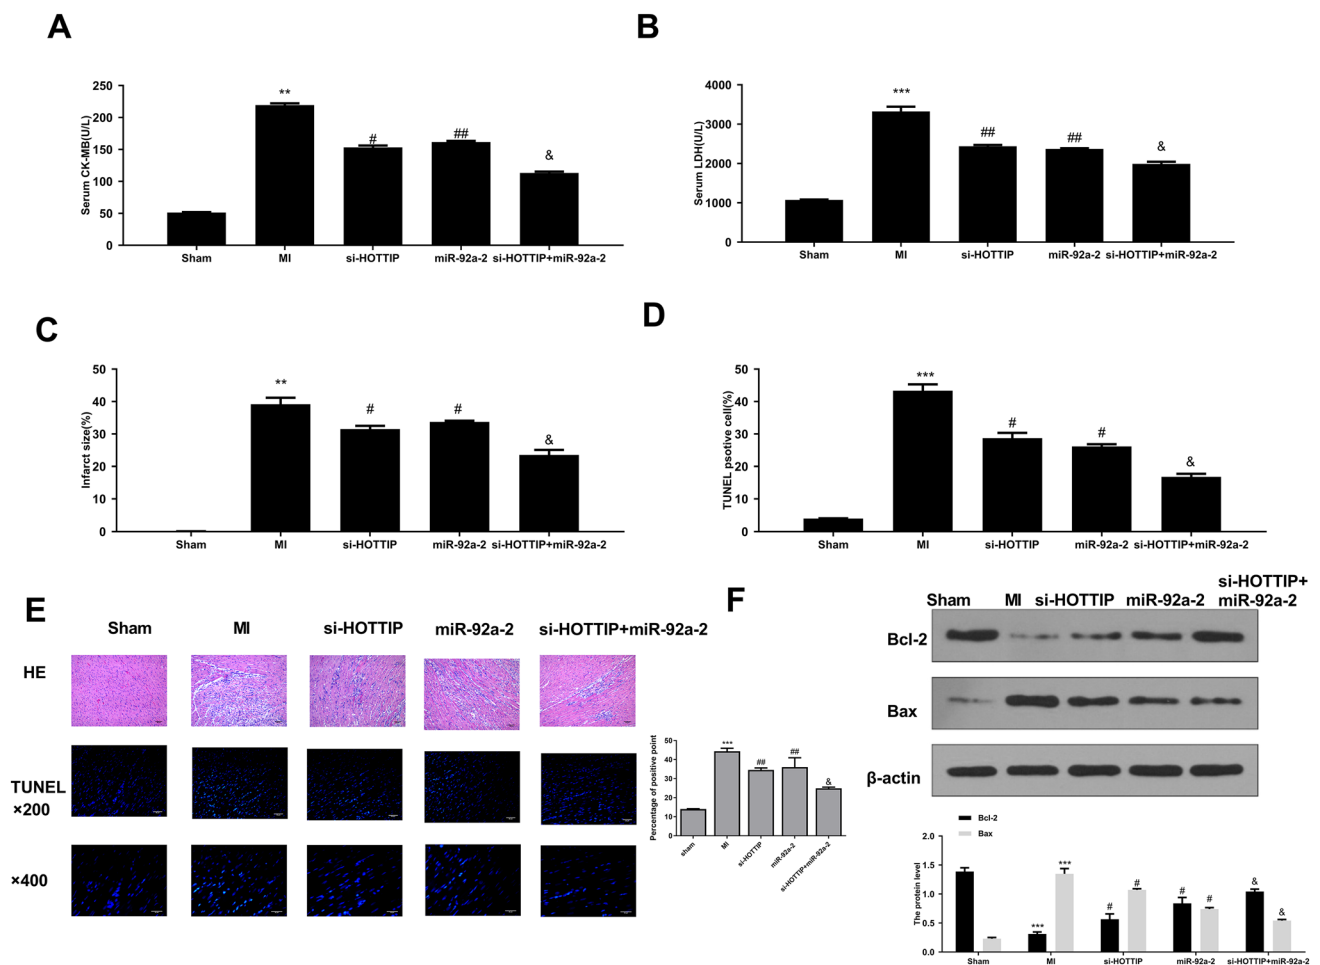 A
B
250
200
150
100
50
0
Serum CK-MB(U/L)
**
#
##
&
Sham MI si-HOTTIP miR-92a-2 si-HOTTIP+miR-92a-2
4000
3000
2000
1000
0
Serum LDH(U/L)
***
##
##
&
Sham MI si-HOTTIP miR-92a-2 si-HOTTIP+miR-92a-2
C
D
50
40
30
20
10
0
Infarct size(%)
**
#
#
&
Sham MI si-HOTTIP miR-92a-2 si-HOTTIP+miR-92a-2
50
40
30
20
10
0
TUNEL psotive cell(%)
***
#
#
&
Sham MI si-HOTTIP miR-92a-2 si-HOTTIP+miR-92a-2
E
Sham MI si-HOTTIP miR-92a-2 si-HOTTIP+miR-92a-2
HE
TUNEL
×200
×400
50
40
30
20
10
0
Percentage of positive point
***
##
##
&
sham MI si-HOTTIP miR-92a-2 si-HOTTIP+miR-92a-2
F
Sham MI si-HOTTIP miR-92a-2 si-HOTTIP+
miR-92a-2
Bcl-2
Bax
β-actin
Bcl-2
Bax
2.0
1.5
1.0
0.5
0.0
The protein level
***
***
#
#
#
#
&
&
Sham MI si-HOTTIP miR-92a-2 si-HOTTIP+miR-92a-2